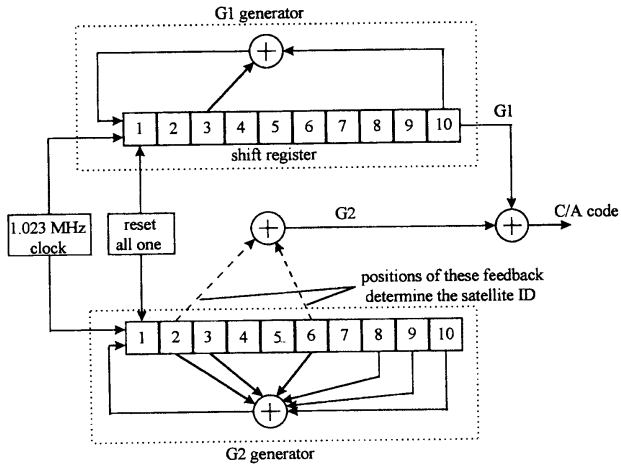 G1 generator
+
1 2 3 4 5 6 7 8 9 10
G1
shift register
1.023 MHz
clock
reset
all one
+
G2
+
C/A code
positions of these feedback
determine the satellite ID
1 2 3 4 5. 6 7 8 9 10
+
G2 generator